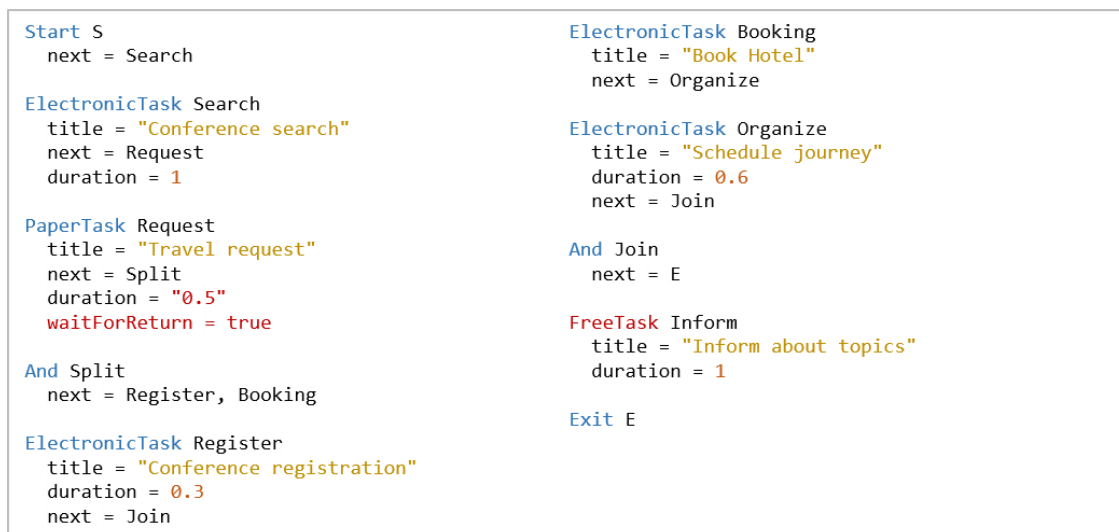 Start S
  next = Search

ElectronicTask Search
  title = "Conference search"
  next = Request
  duration = 1

PaperTask Request
  title = "Travel request"
  next = Split
  duration = "0.5"
  waitForReturn = true

And Split
  next = Register, Booking

ElectronicTask Register
  title = "Conference registration"
  duration = 0.3
  next = Join

ElectronicTask Booking
  title = "Book Hotel"
  next = Organize

ElectronicTask Organize
  title = "Schedule journey"
  duration = 0.6
  next = Join

And Join
  next = E

FreeTask Inform
  title = "Inform about topics"
  duration = 1

Exit E